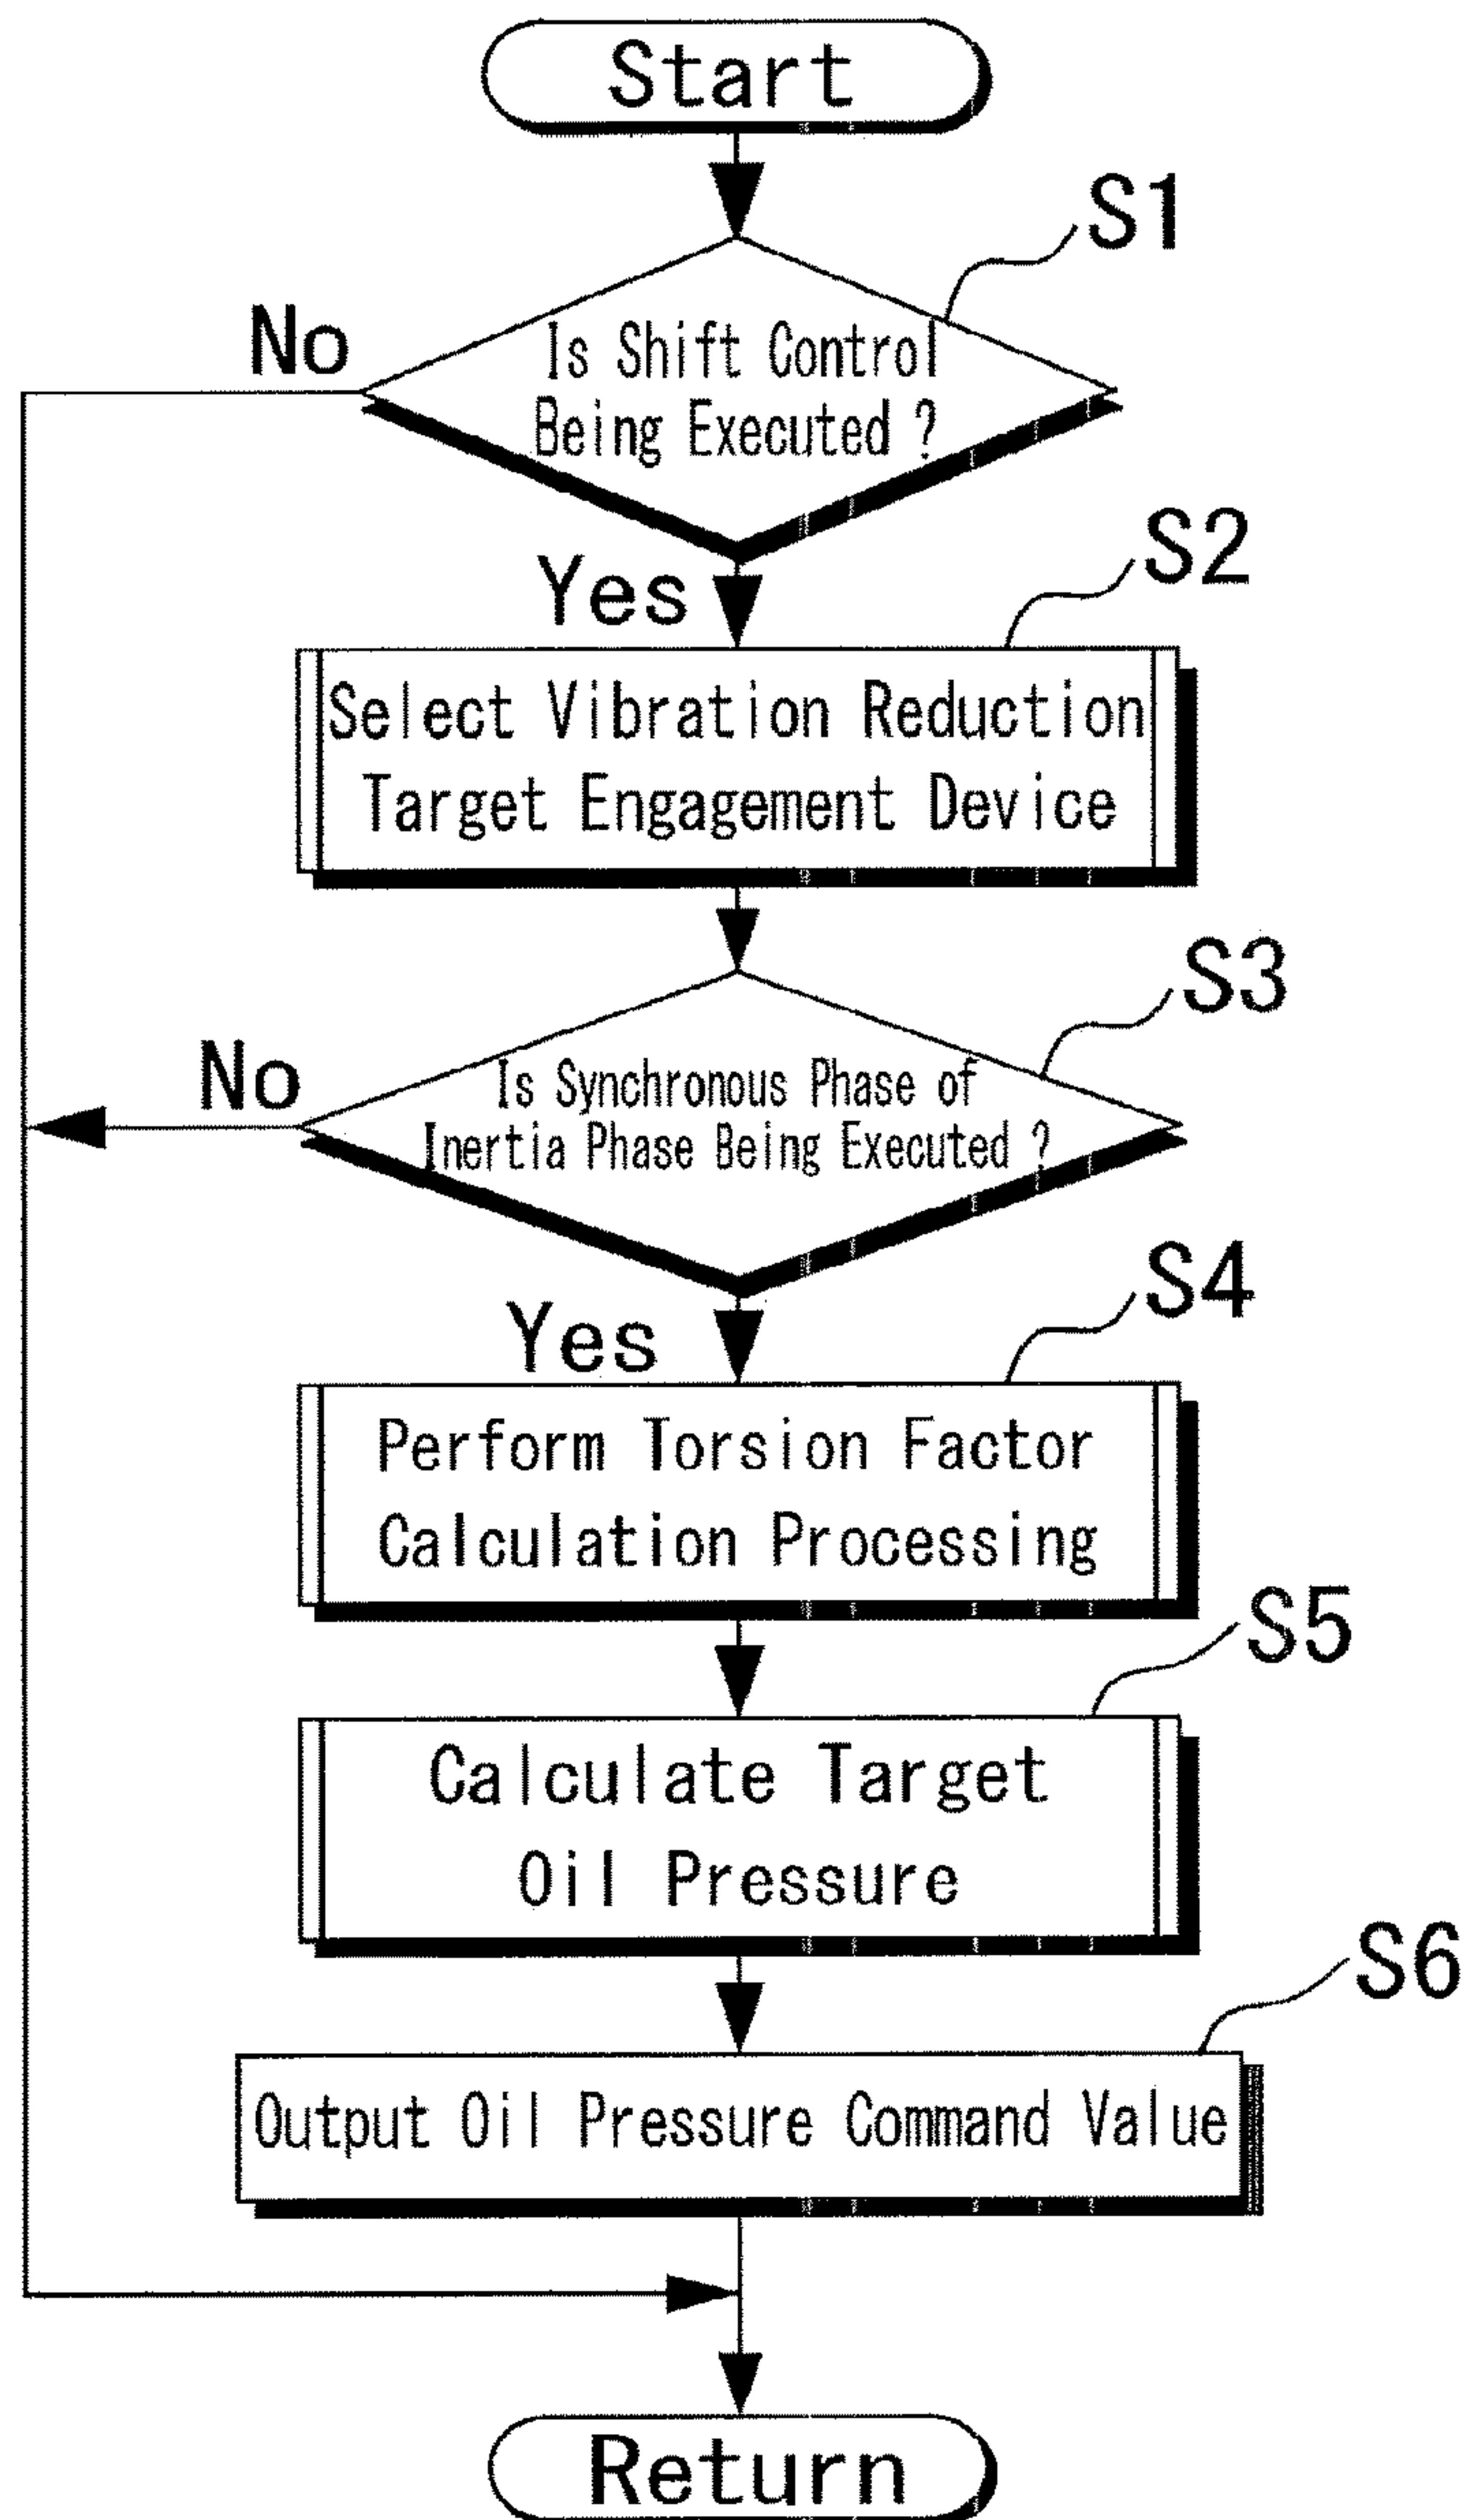 Start
S1
No
Is Shift Control
Being Executed ?
Yes
S2
Select Vibration Reduction
Target Engagement Device
S3
No
Is Synchronous Phase of
Inertia Phase Being Executed ?
Yes
S4
Perform Torsion Factor
Calculation Processing
S5
Calculate Target
Oil Pressure
S6
Output Oil Pressure Command Value
Return